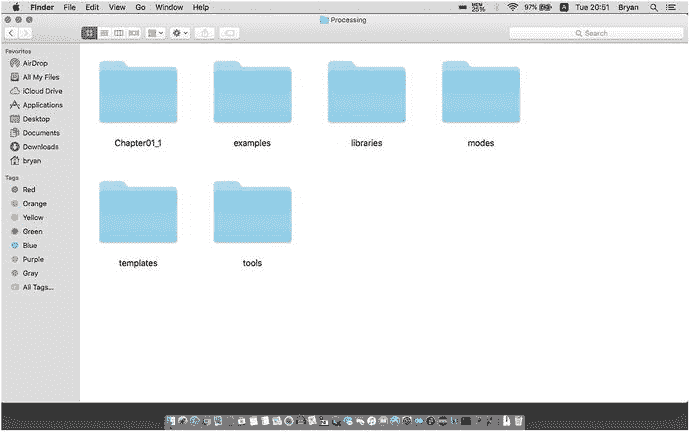 Finder File Edit View Go Window Help MEM 25% 97% A Tue 20:51 Bryan
Processing
Search
Favorites
AirDrop
All My Files
iCloud Drive
Applications
Desktop
Documents
Downloads
bryan
Tags
Red
Orange
Yellow
Green
Blue
Purple
Gray
All Tags...
Chapter01_1 examples libraries modes
templates tools